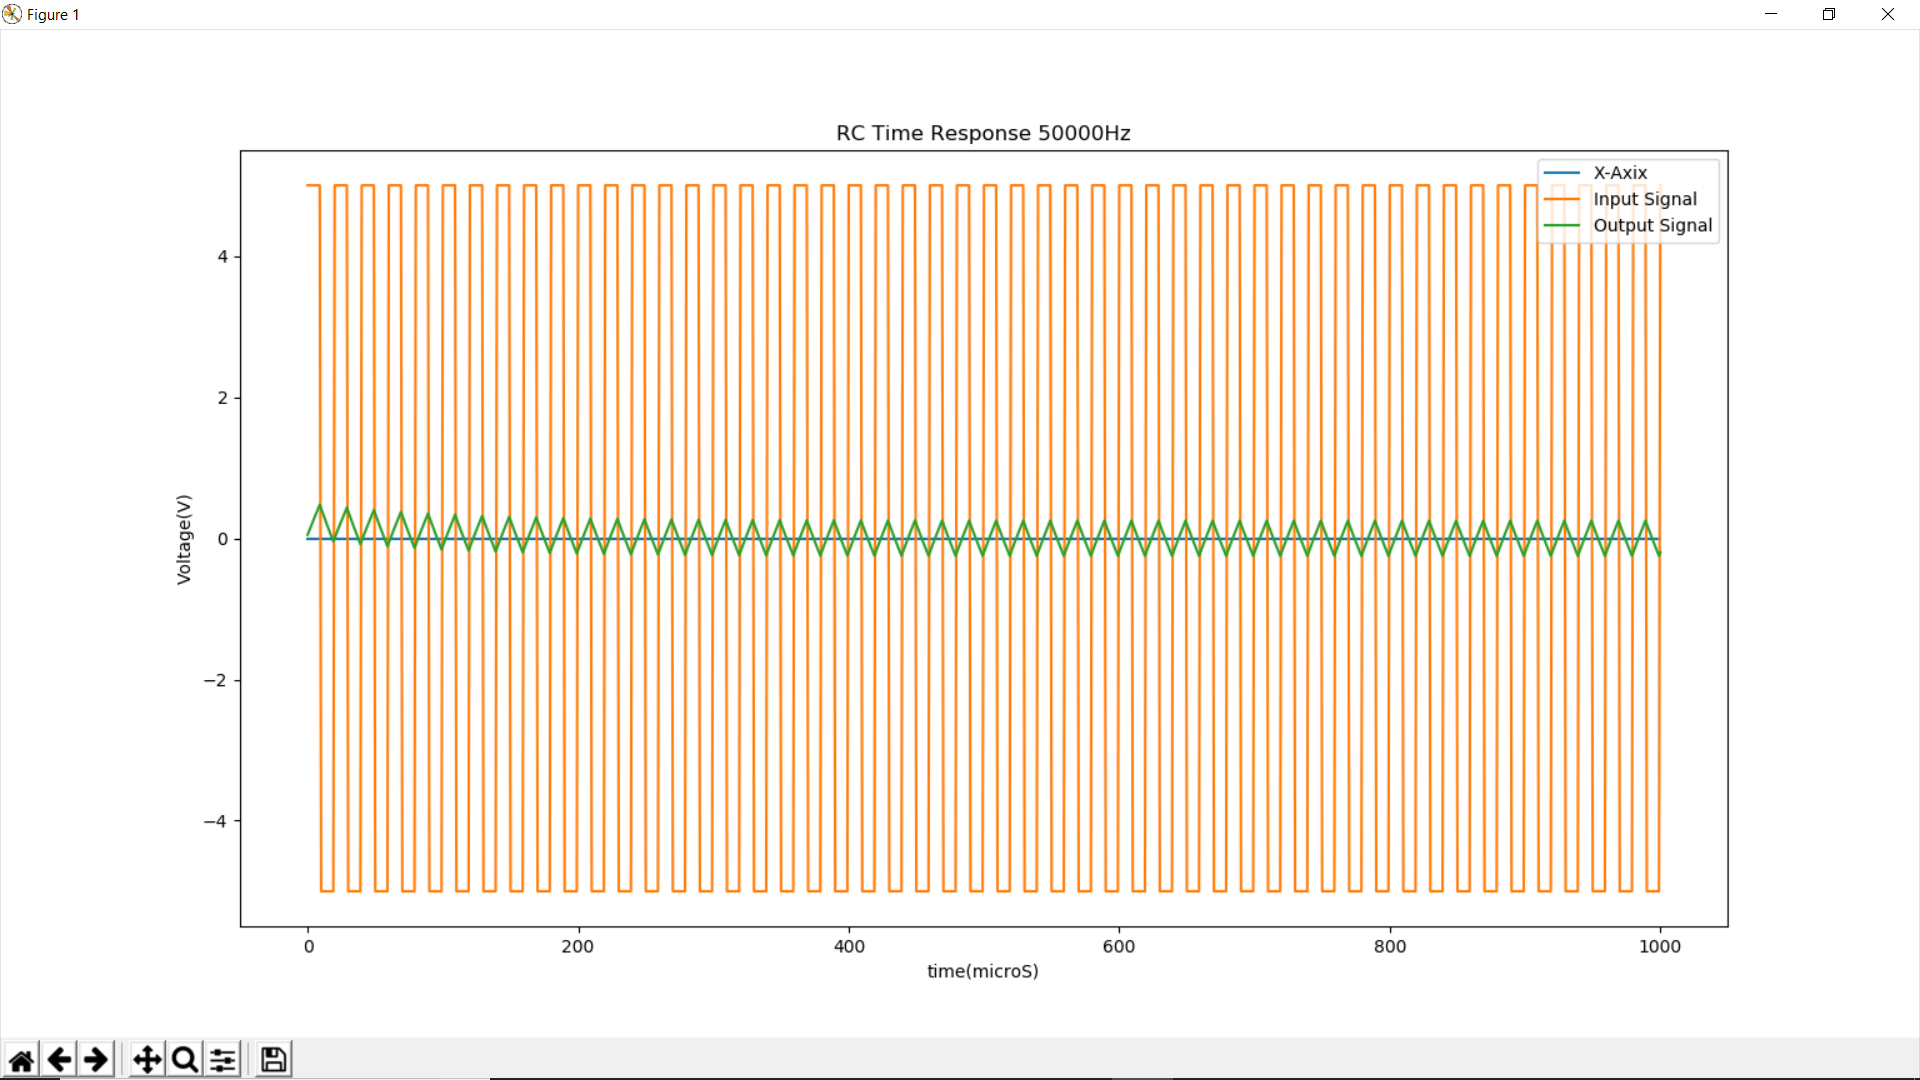 Figure 1
RC Time Response 50000Hz
X-Axix
Input Signal
Output Signal
Voltage(V)
4
2
0
−2
−4
0 200 400 600 800 1000
time(microS)